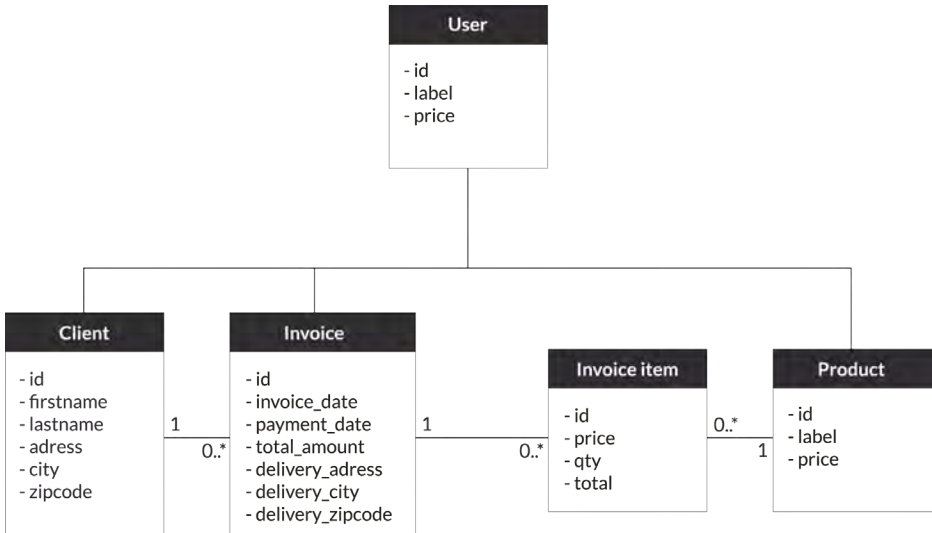 User
- id
- label
- price
Client
- id
- firstname
- lastname
- adress
- city
- zipcode
1
0..*
Invoice
- id
- invoice_date
- payment_date
- total_amount
- delivery_adress
- delivery_city
- delivery_zipcode
1
0..*
Invoice item
- id
- price
- qty
- total
0..*
1
Product
- id
- label
- price